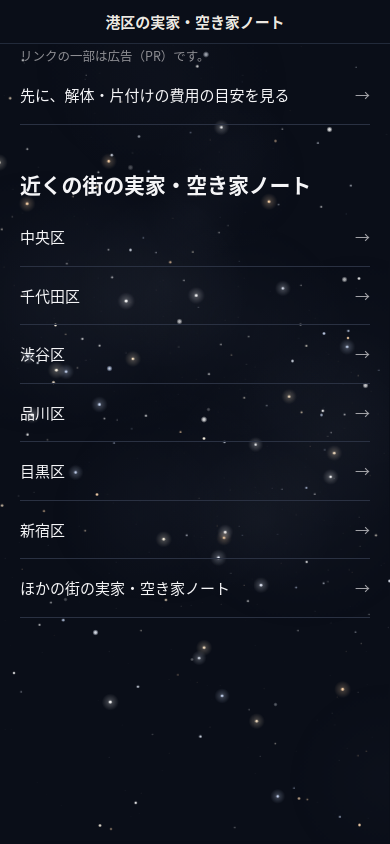 港区の実家・空き家ノート
リンクの一部は広告（PR）です。
先に、解体・片付けの費用の目安を見る →
近くの街の実家・空き家ノート
中央区 →
千代田区 →
渋谷区 →
品川区 →
目黒区 →
新宿区 →
ほかの街の実家・空き家ノート →